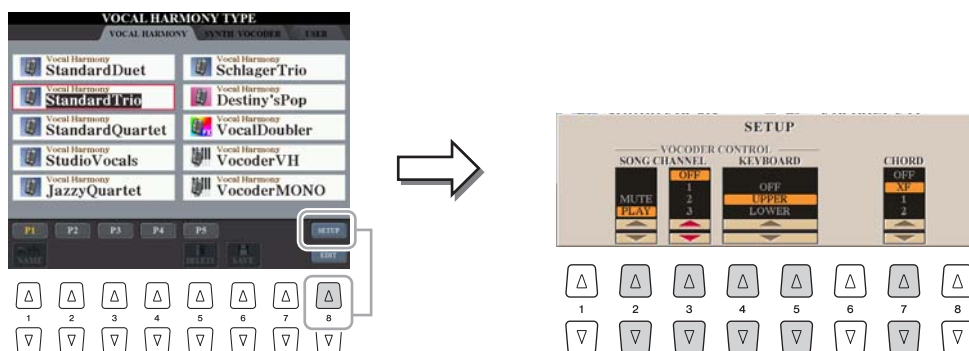 VOCAL HARMONY TYPE
VOCAL HARMONY SYNTH VOCODER USER
Vocal Harmony
StandardDuet
Vocal Harmony
SchlagerTrio
Vocal Harmony
StandardTrio
Vocal Harmony
Destiny'sPop
Vocal Harmony
StandardQuartet
Vocal Harmony
VocalDoubler
Vocal Harmony
StudioVocals
Vocal Harmony
VocoderVH
Vocal Harmony
JazzyQuartet
Vocal Harmony
VocoderMONO
P1 P2 P3 P4 P5 SETUP
NAME DELETE SAVE EDIT
1 2 3 4 5 6 7 8
SETUP
VOCODER CONTROL
SONG CHANNEL KEYBOARD CHORD
OFF OFF
1 OFF XF
MUTE 2 UPPER 1
PLAY 3 LOWER 2
1 2 3 4 5 6 7 8